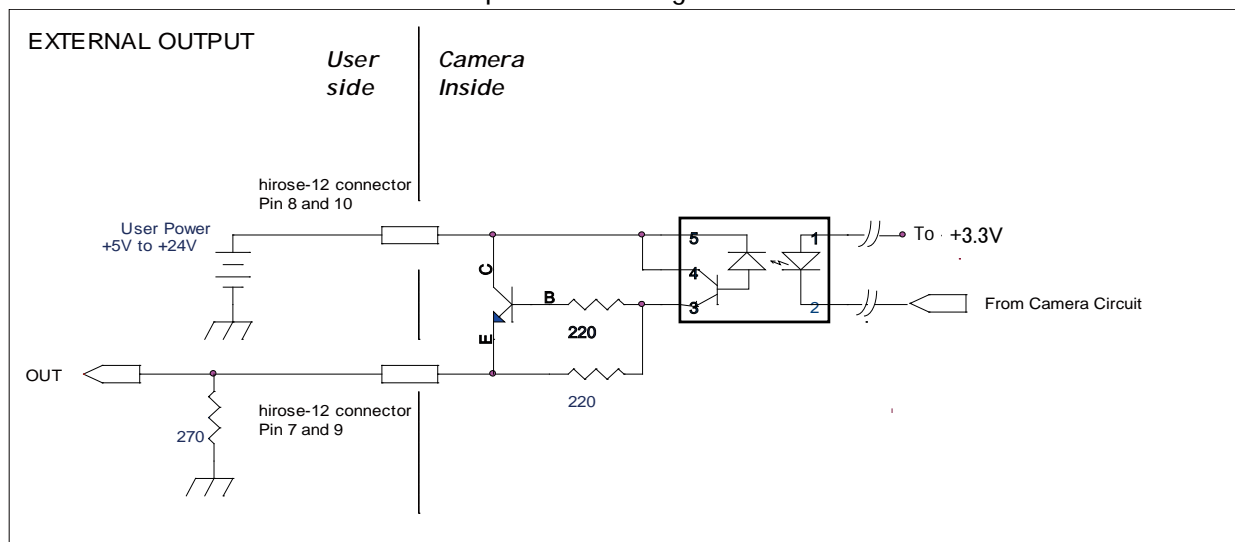 EXTERNAL OUTPUT
User
side
Camera
Inside
hirose-12 connector
Pin 8 and 10
User Power
+5V to +24V
C
B
E
220
220
5
4
3
1
2
To
+3.3V
From Camera Circuit
OUT
270
hirose-12 connector
Pin 7 and 9